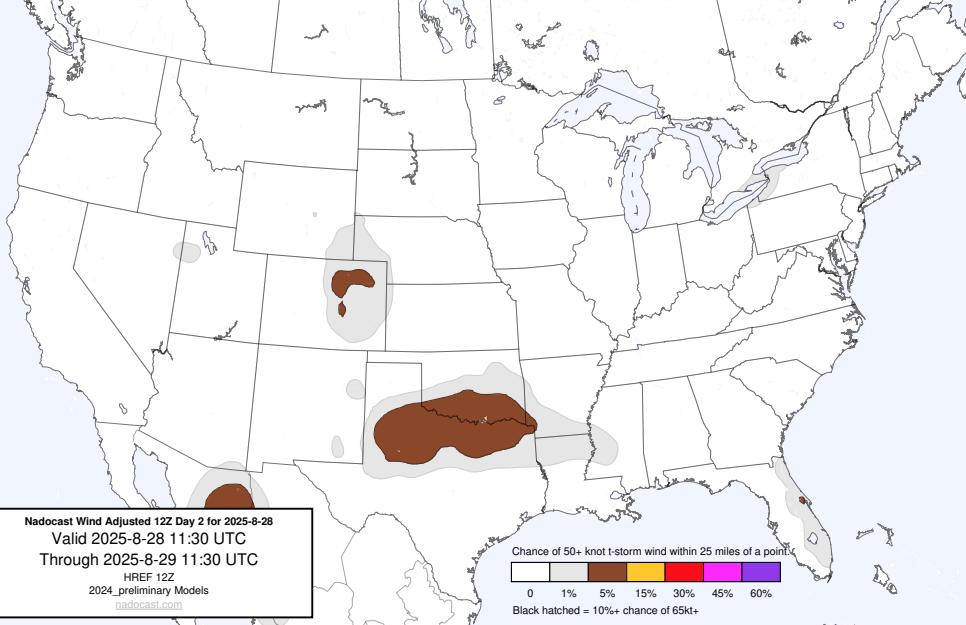 Nadocast Wind Adjusted 12Z Day 2 for 2025-8-28
Valid 2025-8-28 11:30 UTC
Through 2025-8-29 11:30 UTC
HREF 12Z
2024_preliminary Models
nadocast.com
Chance of 50+ knot t-storm wind within 25 miles of a point.
0 1% 5% 15% 30% 45% 60%
Black hatched = 10%+ chance of 65kt+